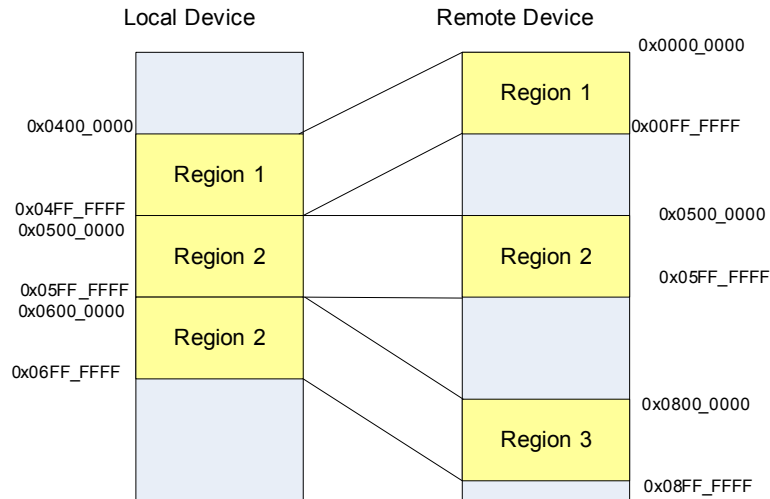 Local Device
Remote Device
0x0000_0000
Region 1
0x0400_0000
0x00FF_FFFF
Region 1
0x04FF_FFFF
0x0500_0000
0x0500_0000
Region 2
Region 2
0x05FF_FFFF
0x05FF_FFFF
0x0600_0000
Region 2
0x06FF_FFFF
0x0800_0000
Region 3
0x08FF_FFFF